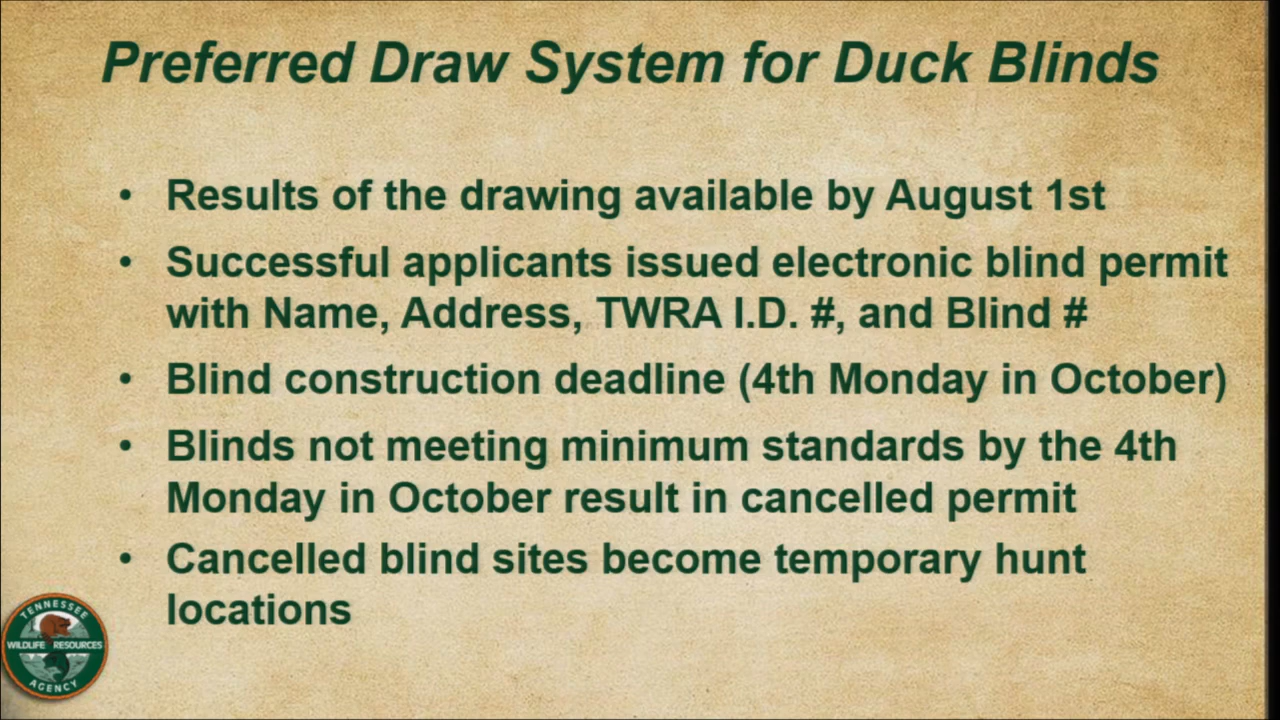 Preferred Draw System for Duck Blinds
• Results of the drawing available by August 1st
• Successful applicants issued electronic blind permit
with Name, Address, TWRA I.D. #, and Blind #
• Blind construction deadline (4th Monday in October)
• Blinds not meeting minimum standards by the 4th
Monday in October result in cancelled permit
• Cancelled blind sites become temporary hunt
locations
TENNESSEE
WILDLIFE RESOURCES
AGENCY